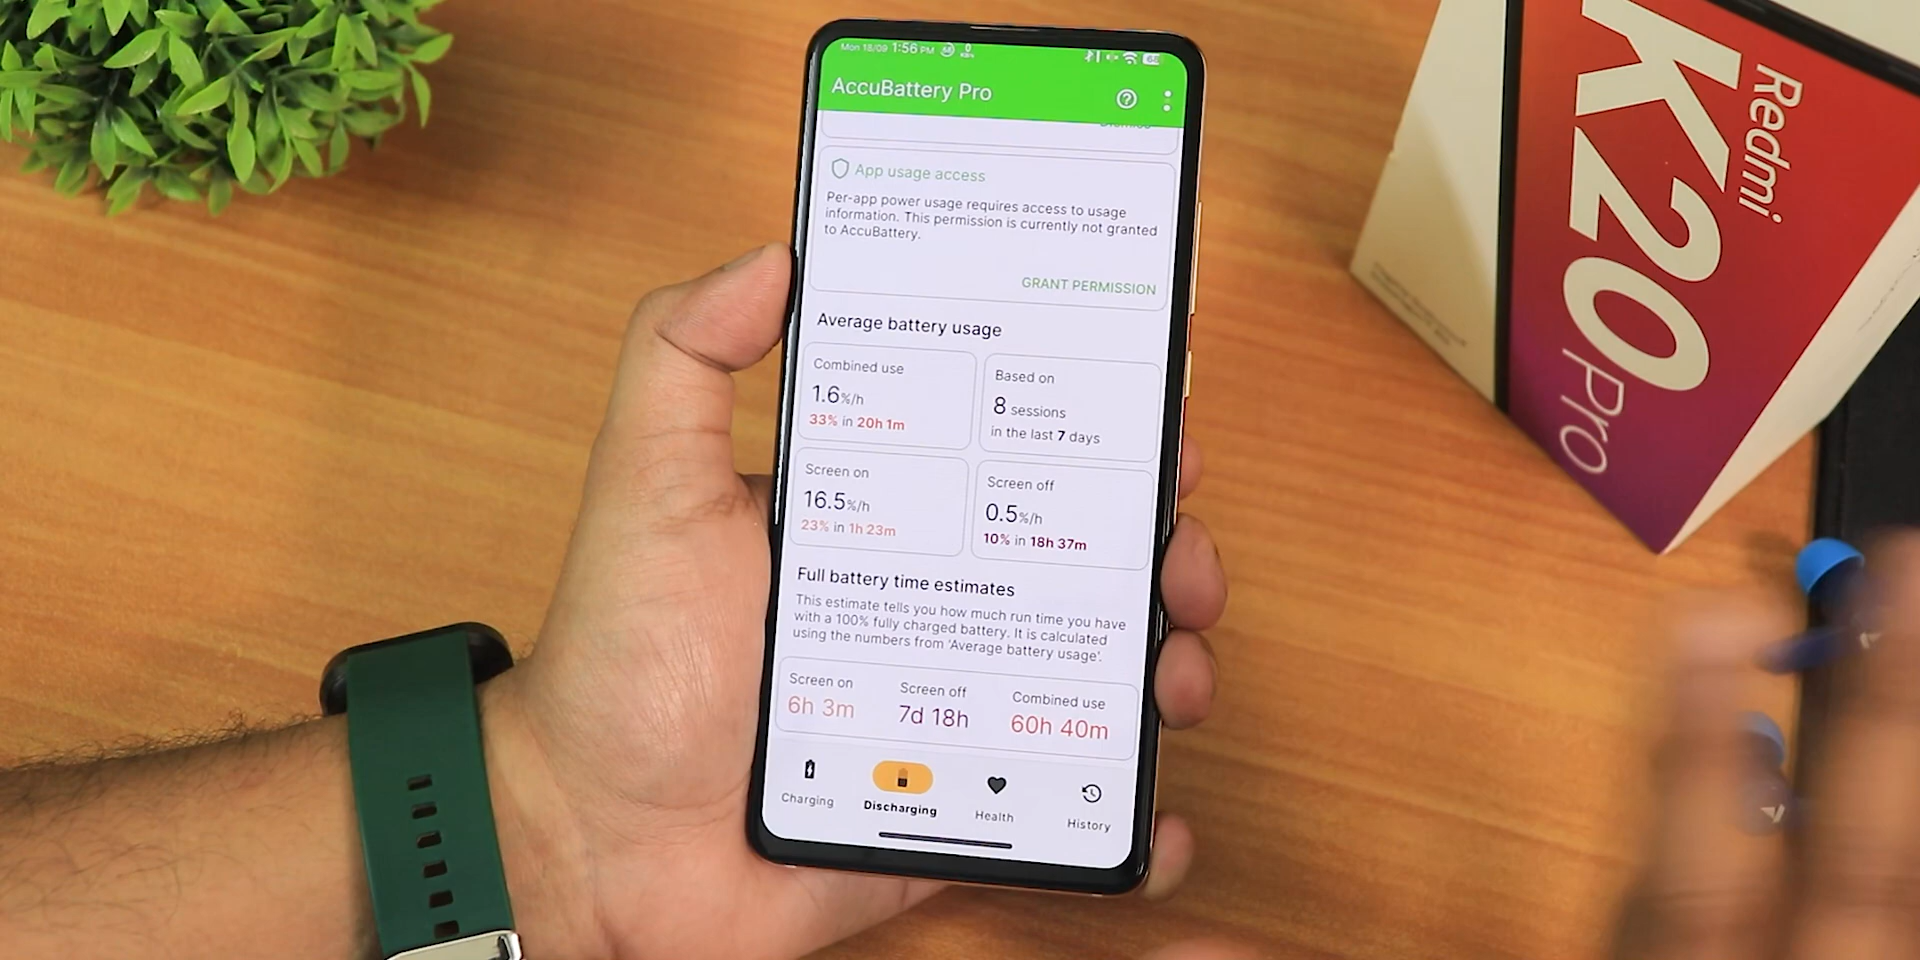 Mon 18/09 1:56 PM
AccuBattery Pro
App usage access
Per-app power usage requires access to usage
information. This permission is currently not granted
to AccuBattery.
GRANT PERMISSION
Average battery usage
Combined use
1.6%/h
33% in 20h 1m
Based on
8 sessions
in the last 7 days
Screen on
16.5%/h
23% in 1h 23m
Screen off
0.5%/h
10% in 18h 37m
Full battery time estimates
This estimate tells you how much run time you have
with a 100% fully charged battery. It is calculated
using the numbers from 'Average battery usage'.
Screen on
6h 3m
Screen off
7d 18h
Combined use
60h 40m
Charging
Discharging
Health
History
Redmi
K20 Pro